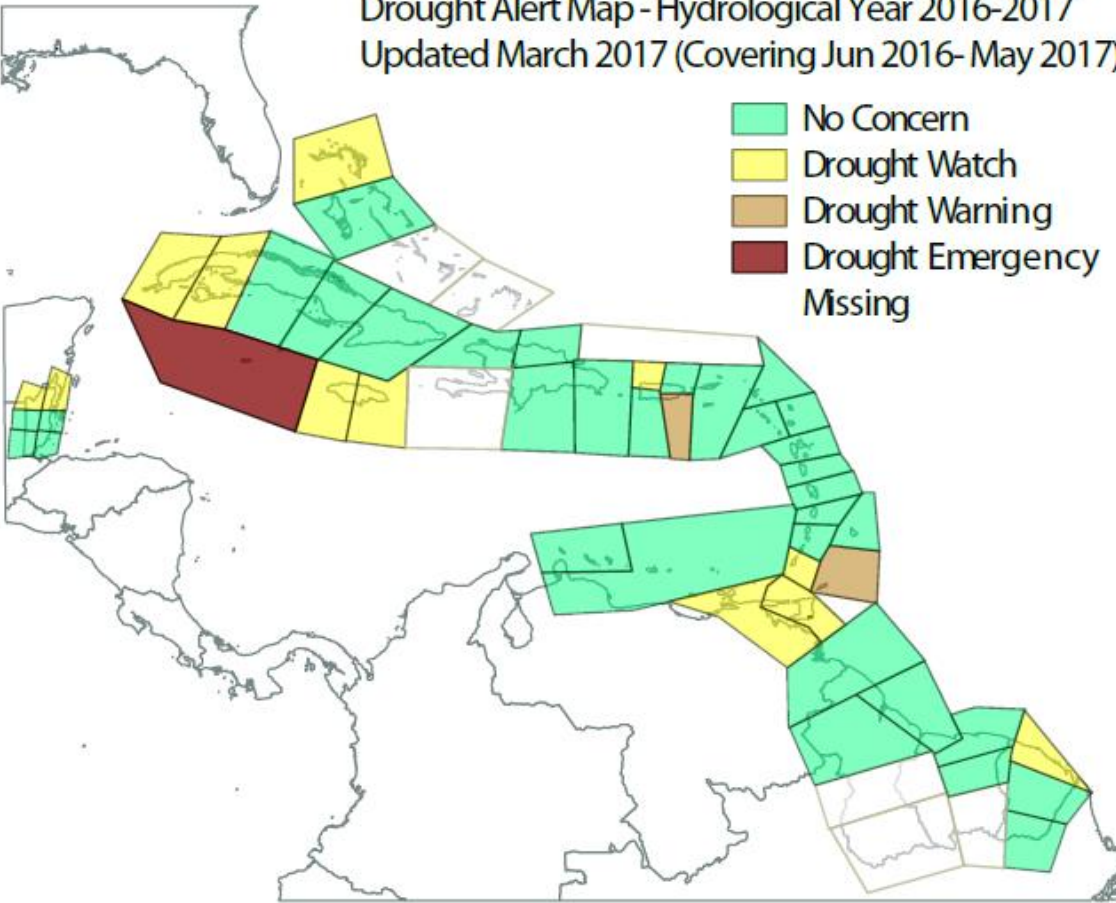 Drought Alert Map - Hydrological Year 2016-2017
Updated March 2017 (Covering Jun 2016- May 2017)
No Concern
Drought Watch
Drought Warning
Drought Emergency
Missing